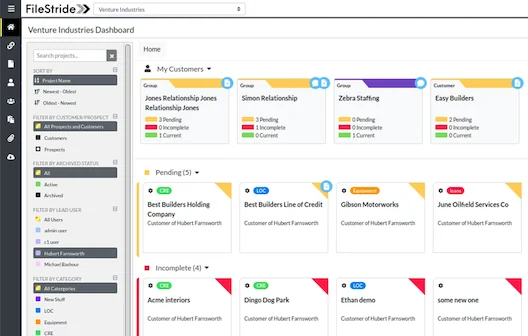 FileStride
Venture Industries
Venture Industries Dashboard
Search projects...
SORT BY
Project Name
Newest - Oldest
Oldest - Newest
FILTER BY CUSTOMER/PROSPECT
All Prospects and Customers
Customers
Prospects
FILTER BY ARCHIVED STATUS
All
Active
Archived
FILTER BY LEAD USER
All Users
admin user
c1 user
Hubert Farnsworth
Michael Barbour
FILTER BY CATEGORY
All Catergories
New Stuff
LOC
Equipment
CRE
Home
My Customers
Group
Jones Relationship Jones
Relationship Jones
3 Pending
0 Incomplete
1 Current
Group
Simon Relationship
3 Pending
1 Incomplete
1 Current
Group
Zebra Staffing
0 Pending
0 Incomplete
1 Current
Customer
Easy Builders
2 Pending
0 Incomplete
0 Current
Pending (5)
CRE
Best Builders Holding
Company
Customer of Hubert Farnsworth
LOC
Best Builders Line of Credit
Customer of Hubert Farnsworth
Equipment
Gibson Motorworks
Customer of Hubert Farnsworth
loans
June Oilfield Services Co
Customer of Hubert Farnsworth
Incomplete (4)
CRE
Acme interiors
Customer of Hubert Farnsworth
CRE
Dingo Dog Park
Customer of Hubert Farnsworth
LOC
Ethan demo
Customer of Hubert Farnsworth
some new one
Customer of Hubert Farnsworth